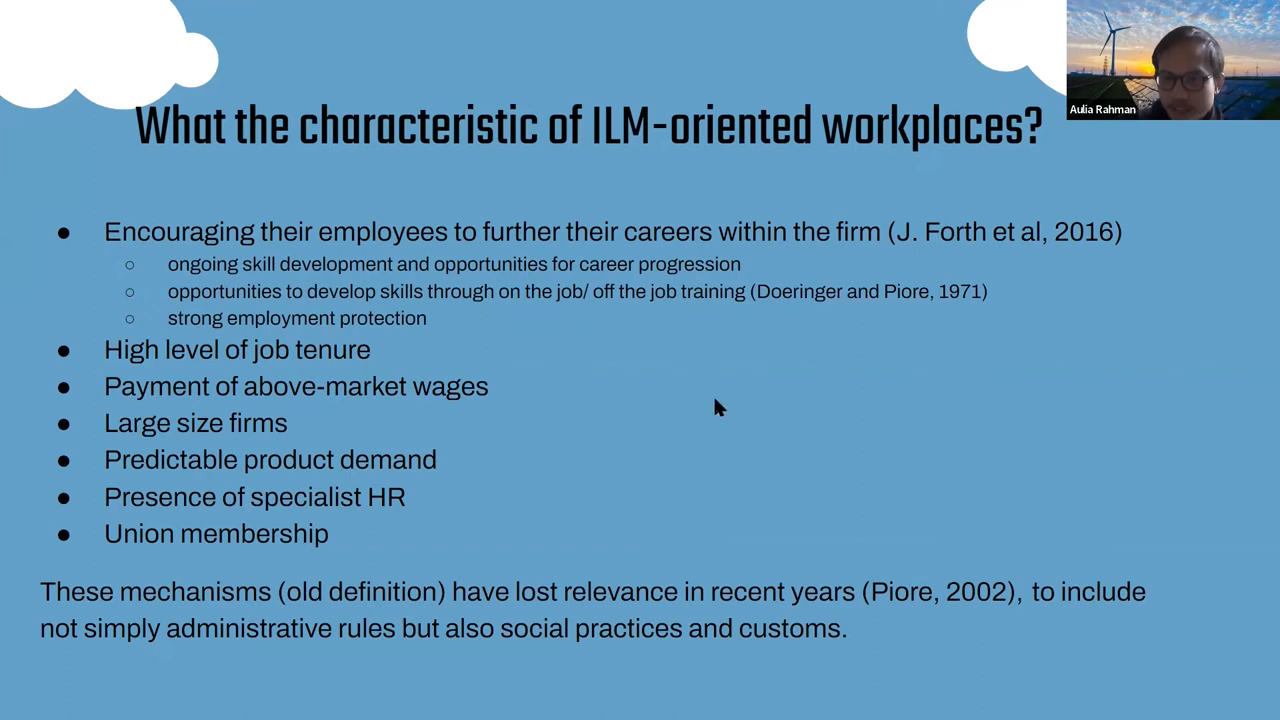 What the characteristic of ILM-oriented workplaces?
Aulia Rahman
● Encouraging their employees to further their careers within the firm (J. Forth et al, 2016)
○ ongoing skill development and opportunities for career progression
○ opportunities to develop skills through on the job/ off the job training (Doeringer and Piore, 1971)
○ strong employment protection
● High level of job tenure
● Payment of above-market wages
● Large size firms
● Predictable product demand
● Presence of specialist HR
● Union membership
These mechanisms (old definition) have lost relevance in recent years (Piore, 2002), to include
not simply administrative rules but also social practices and customs.